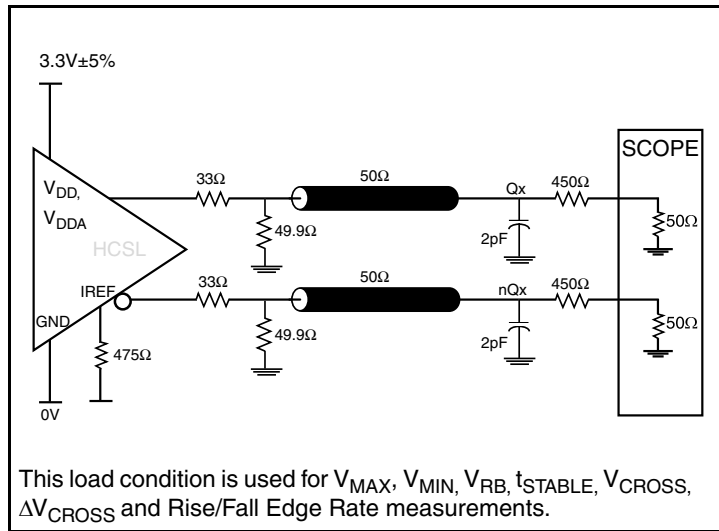 3.3V±5%
SCOPE
33Ω
50Ω
Qx
450Ω
V_DD,
V_DDA
HCSL
49.9Ω
2pF
50Ω
IREF
33Ω
50Ω
nQx
450Ω
GND
49.9Ω
2pF
50Ω
475Ω
0V
This load condition is used for V_MAX, V_MIN, V_RB, t_STABLE, V_CROSS,
ΔV_CROSS and Rise/Fall Edge Rate measurements.